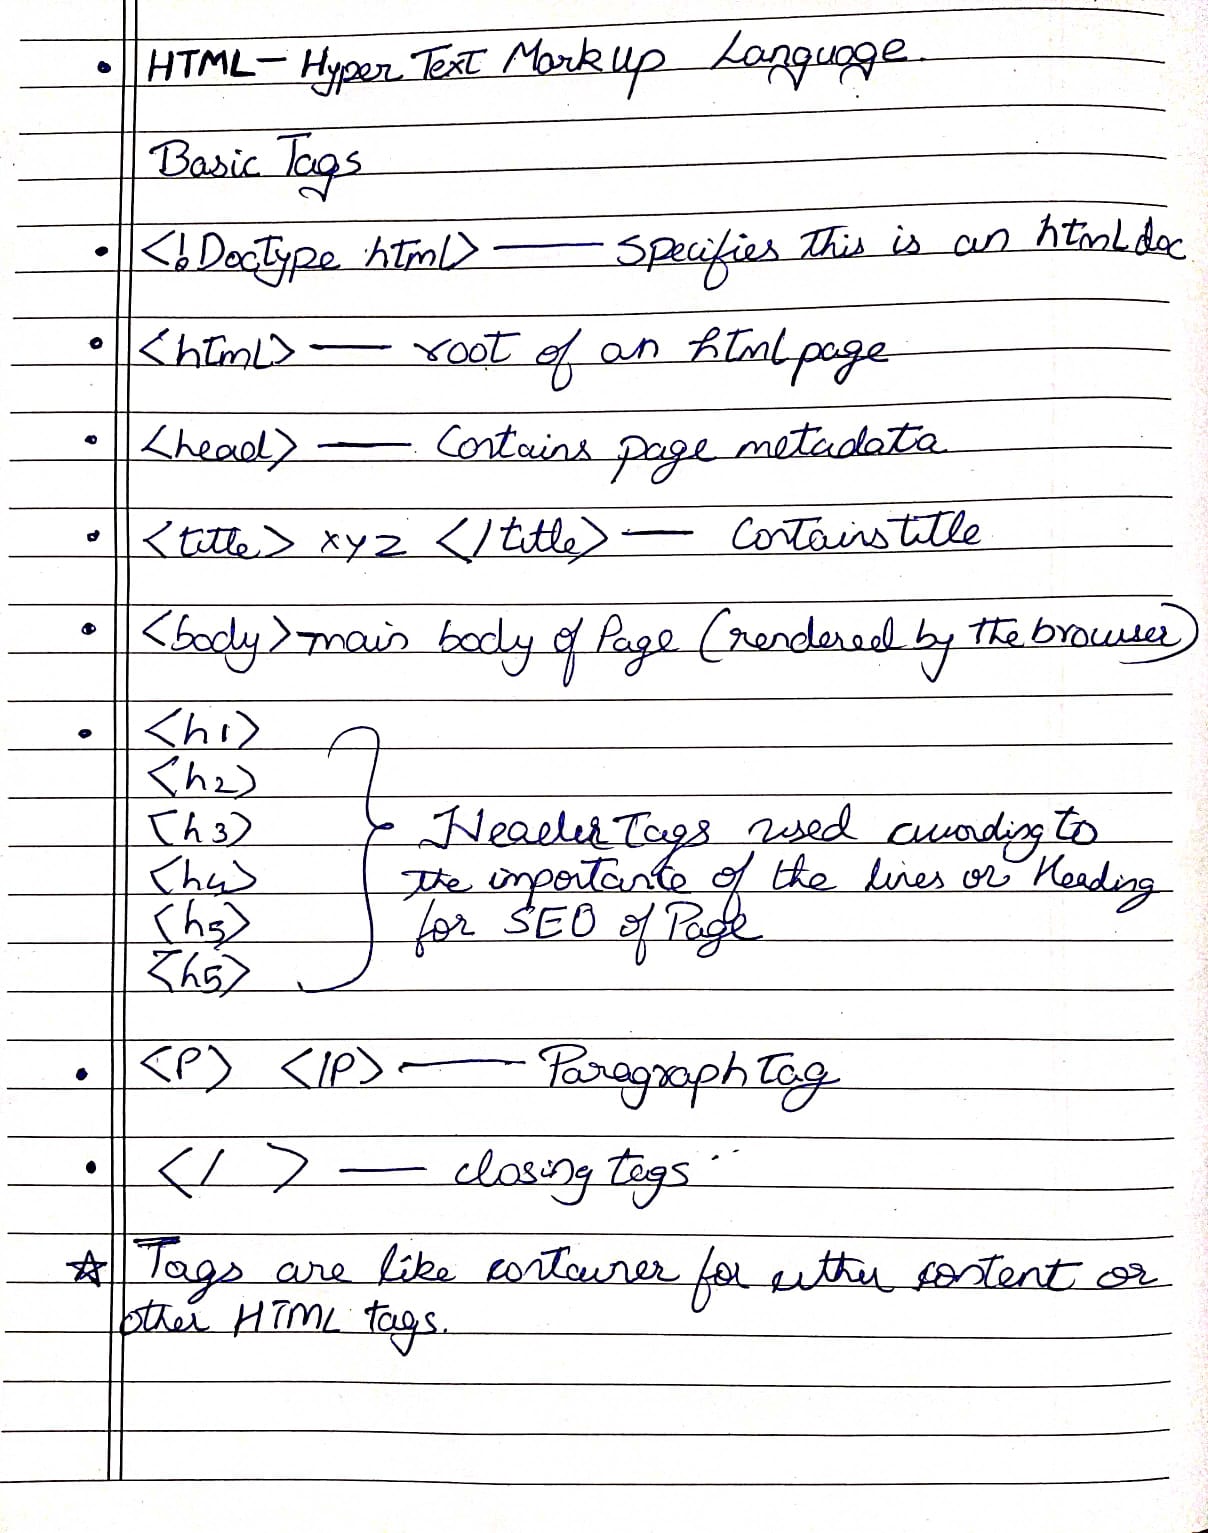 • HTML - Hyper Text Markup Language.
Basic Tags
• <!Doctype html> — Specifies this is an html doc
• <html> — root of an html page
• <head> — Contains page metadata
• <title> xyz </title> — Contains title
• <body> main body of Page (rendered by the browser)
• <h1>
<h2>
<h3>
<h4>
<h5>
<h5>
Header Tags used according to
the importante of the lines or Heading
for SEO of Page
• <P> </P> — Paragraph Tag
• </ > — closing tags
☆ Tags are like container for either content or
other HTML tags.